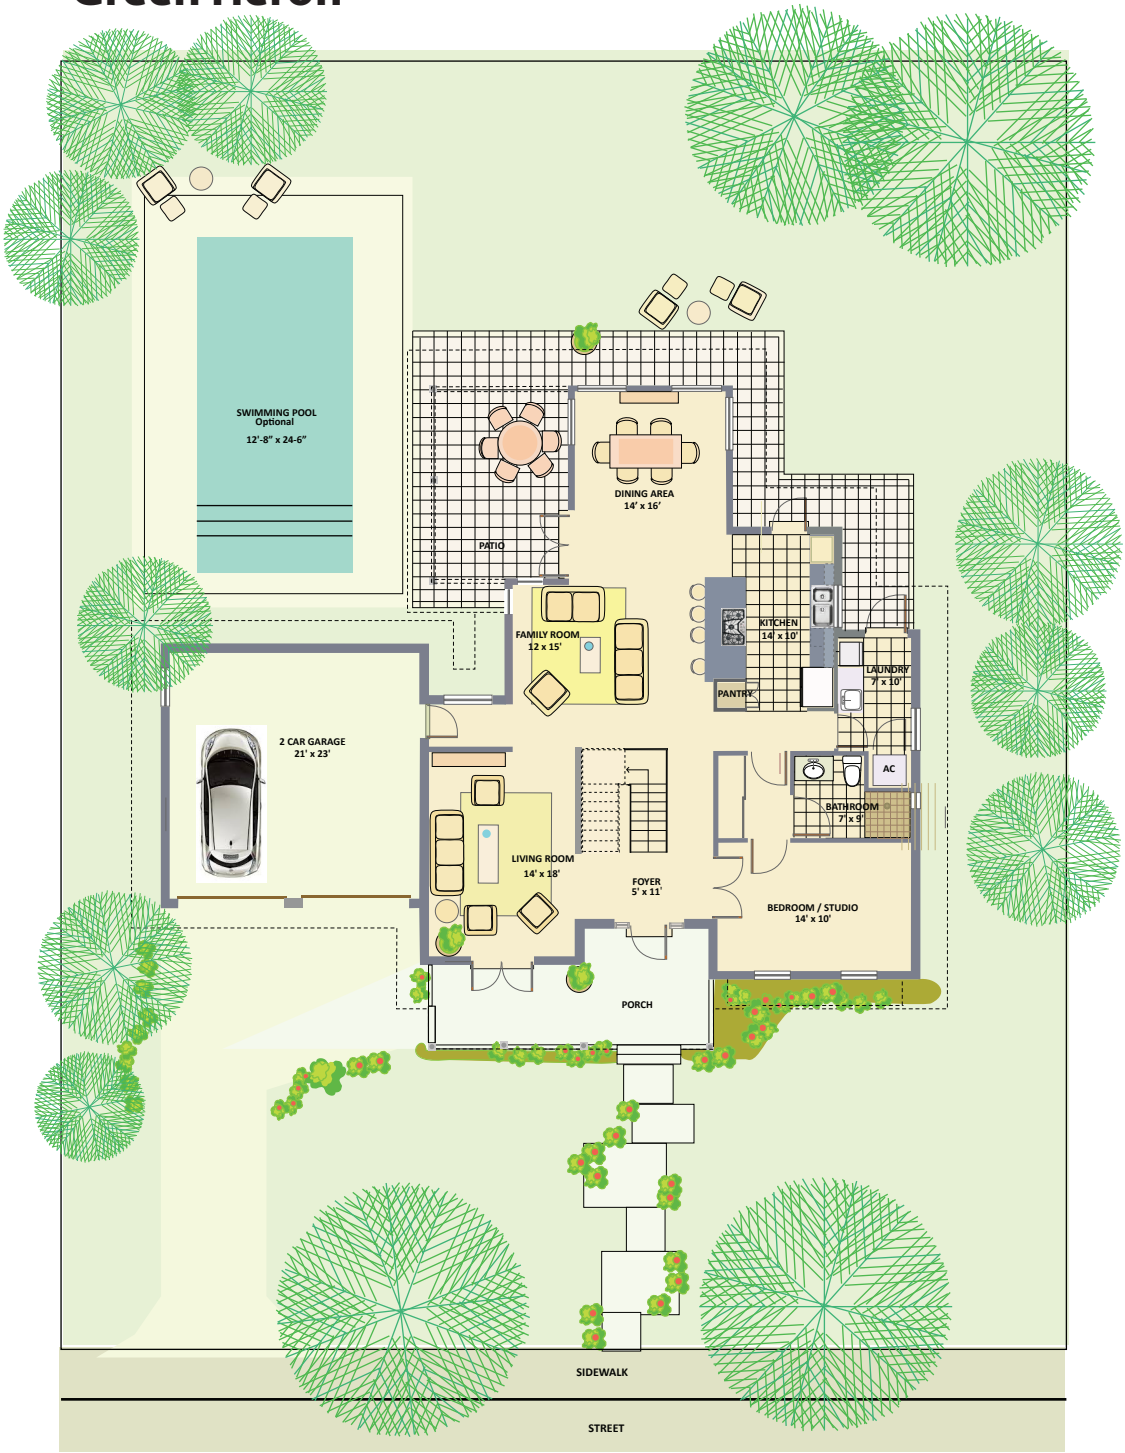 Green Heron
SWIMMING POOL
Optional
12'-8" x 24-6"
DINING AREA
14' x 16'
PATIO
FAMILY ROOM
12 x 15'
KITCHEN
14' x 10'
LAUNDRY
7' x 10'
PANTRY
2 CAR GARAGE
21' x 23'
AC
BATHROOM
7' x 9'
LIVING ROOM
14' x 18'
FOYER
5' x 11'
BEDROOM / STUDIO
14' x 10'
PORCH
SIDEWALK
STREET